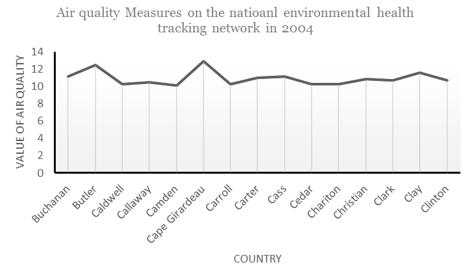 Air quality Measures on the natioanl environmental health
tracking network in 2004
VALUE OF AIR QUALITY
14
12
10
8
6
4
2
0
Buchanan
Butler
Caldwell
Callaway
Camden
Cape Girardeau
Carroll
Carter
Cass
Cedar
Chariton
Christian
Clark
Clay
Clinton
COUNTRY